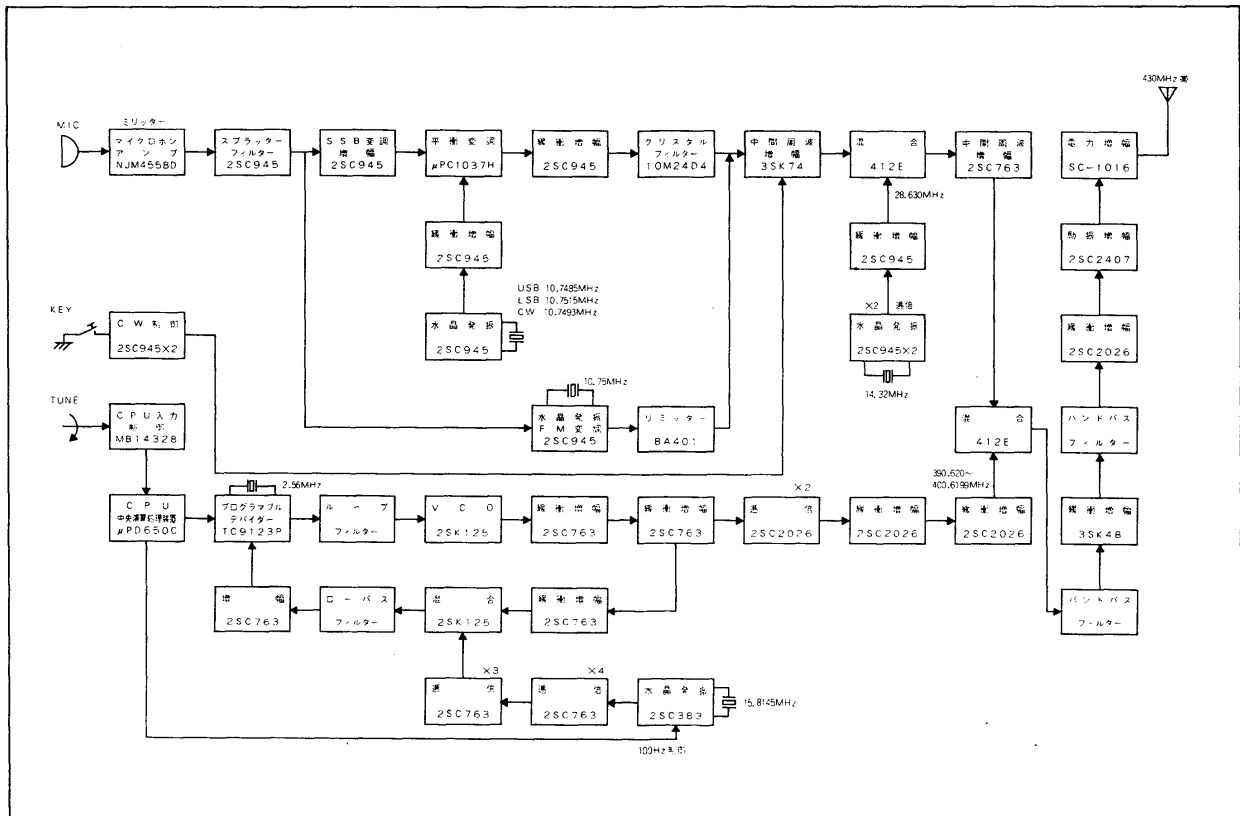 MIC
ミリッター
マイクロホン
アンプ
NJM4558D
スプラッター
フィルター
2SC945
SSB変調
増幅
2SC945
平衡変調
μPC1037H
緩衝増幅
2SC945
クリスタル
フィルター
10M24D4
中間周波
増幅
3SK74
混合
412E
中間周波
増幅
2SC763
430MHz帯
電力増幅
SC-1016
28.630MHz
緩衝増幅
2SC945
緩衝増幅
2SC945
励振増幅
2SC2407
USB 10.7485MHz
LSB 10.7515MHz
CW 10.7493MHz
水晶発振
2SC945
×2 逓倍
水晶発振
2SC945X2
14.32MHz
緩衝増幅
2SC2026
KEY
CW制御
2SC945X2
TUNE
CPU入力
制御
MB14328
10.75MHz
水晶発振
FM変調
2SC945
リミッター
BA401
混合
412E
バンドパス
フィルター
390.620~
400.6199MHz
CPU
中央演算処理装置
μPD650C
2.56MHz
プログラマブル
デバイダー
TC9123P
ループ
フィルター
VCO
2SK125
緩衝増幅
2SC763
緩衝増幅
2SC763
×2
逓倍
2SC2026
緩衝増幅
2SC2026
緩衝増幅
2SC2026
緩衝増幅
3SK48
増幅
2SC763
ローパス
フィルター
混合
2SK125
緩衝増幅
2SC763
バンドパス
フィルター
×3
逓倍
2SC763
×4
逓倍
2SC763
水晶発振
2SC383
15.8145MHz
100Hz制御